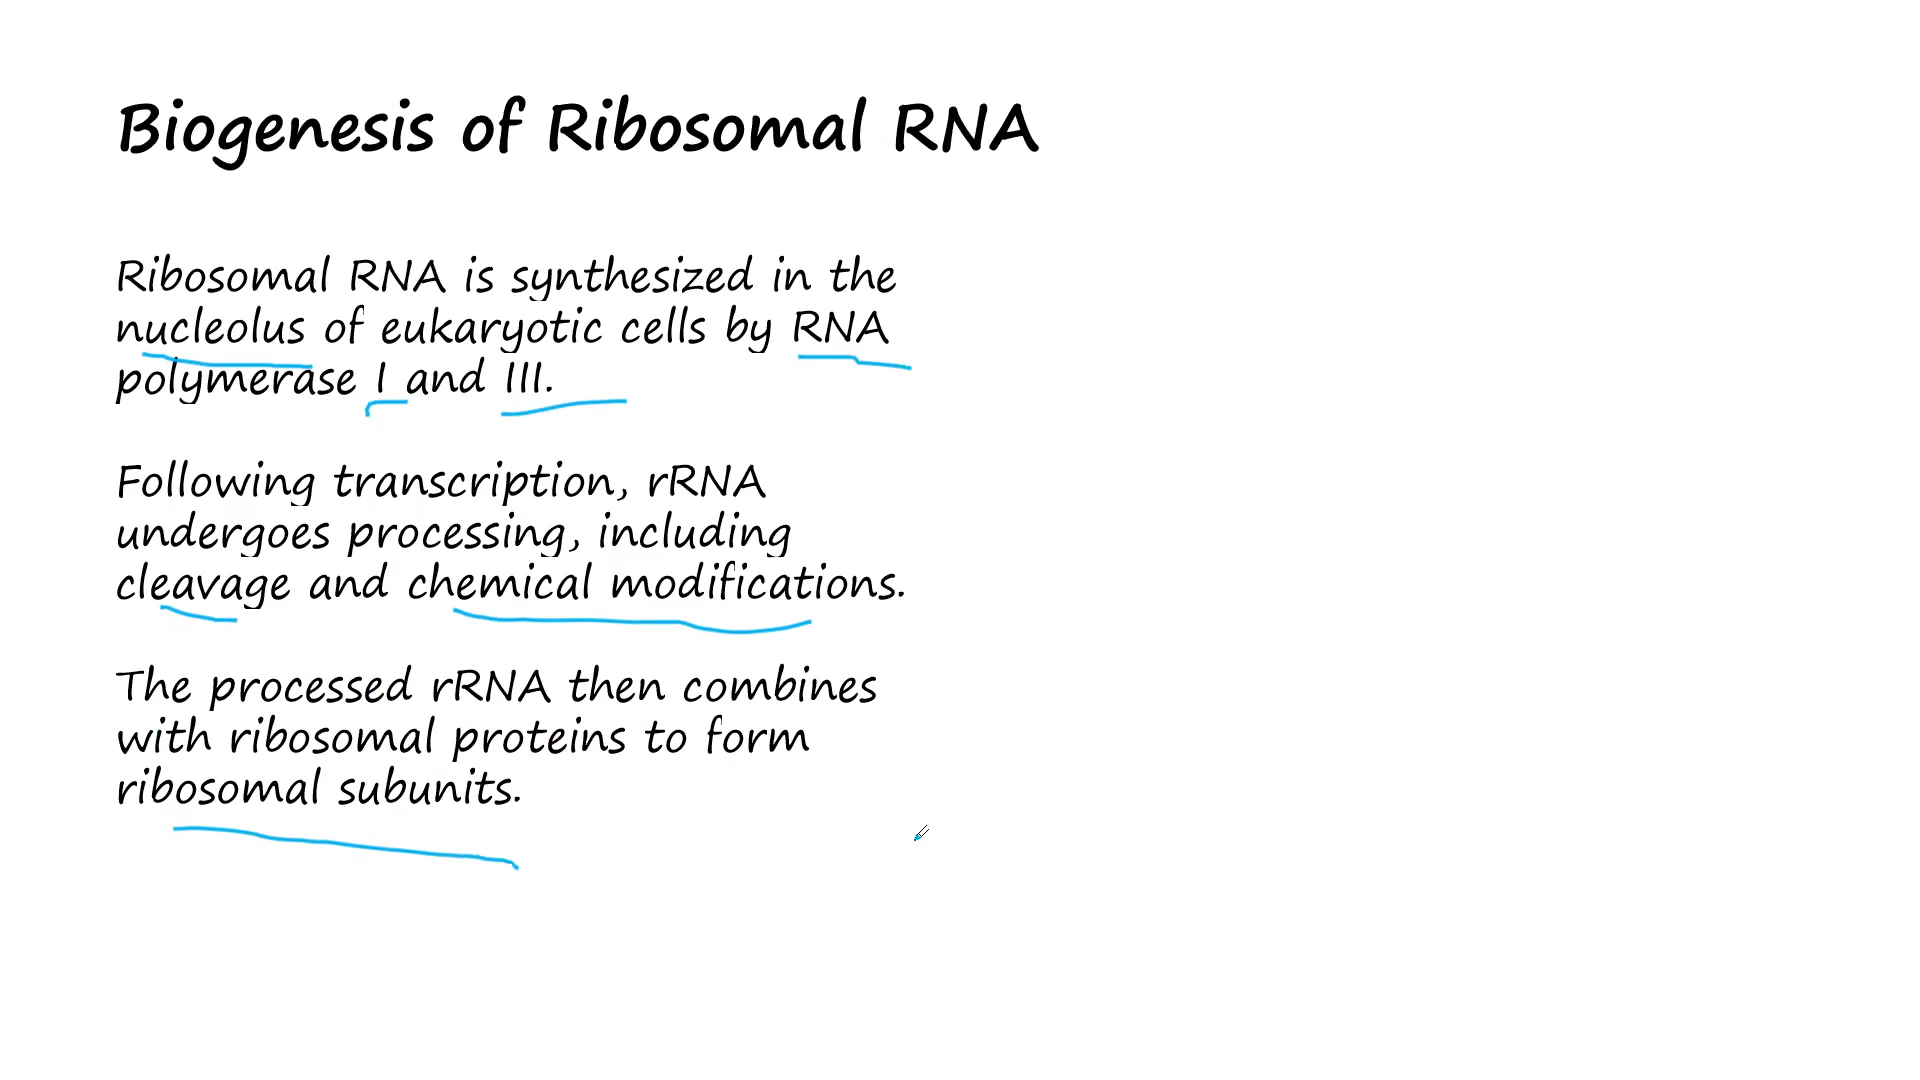 Biogenesis of Ribosomal RNA
Ribosomal RNA is synthesized in the
nucleolus of eukaryotic cells by RNA
polymerase I and III.
Following transcription, rRNA
undergoes processing, including
cleavage and chemical modifications.
The processed rRNA then combines
with ribosomal proteins to form
ribosomal subunits.